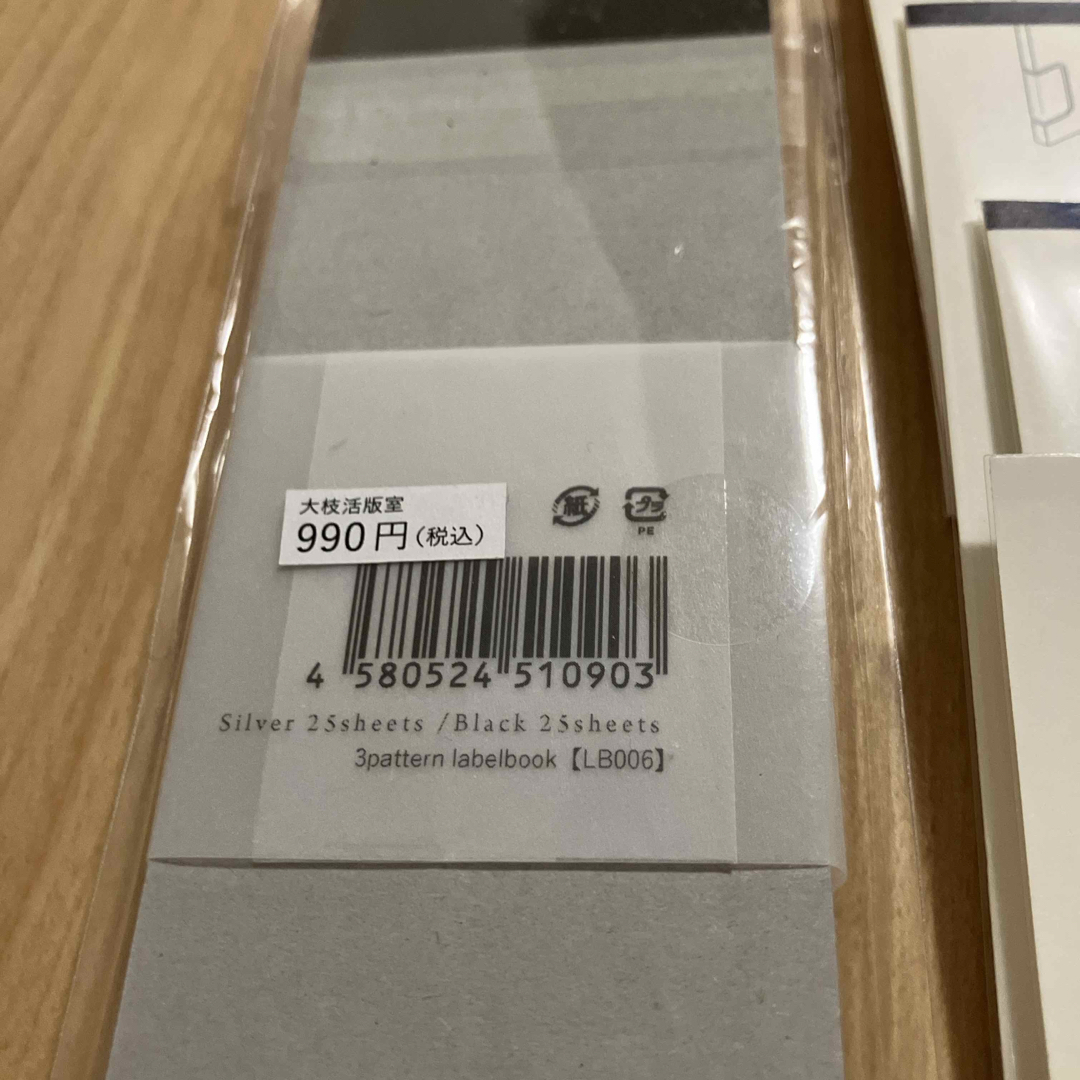 大枝活版室
990円(税込)
紙
プラ
PE
4 580524 510903
Silver 25sheets /Black 25sheets
3pattern labelbook【LB006】